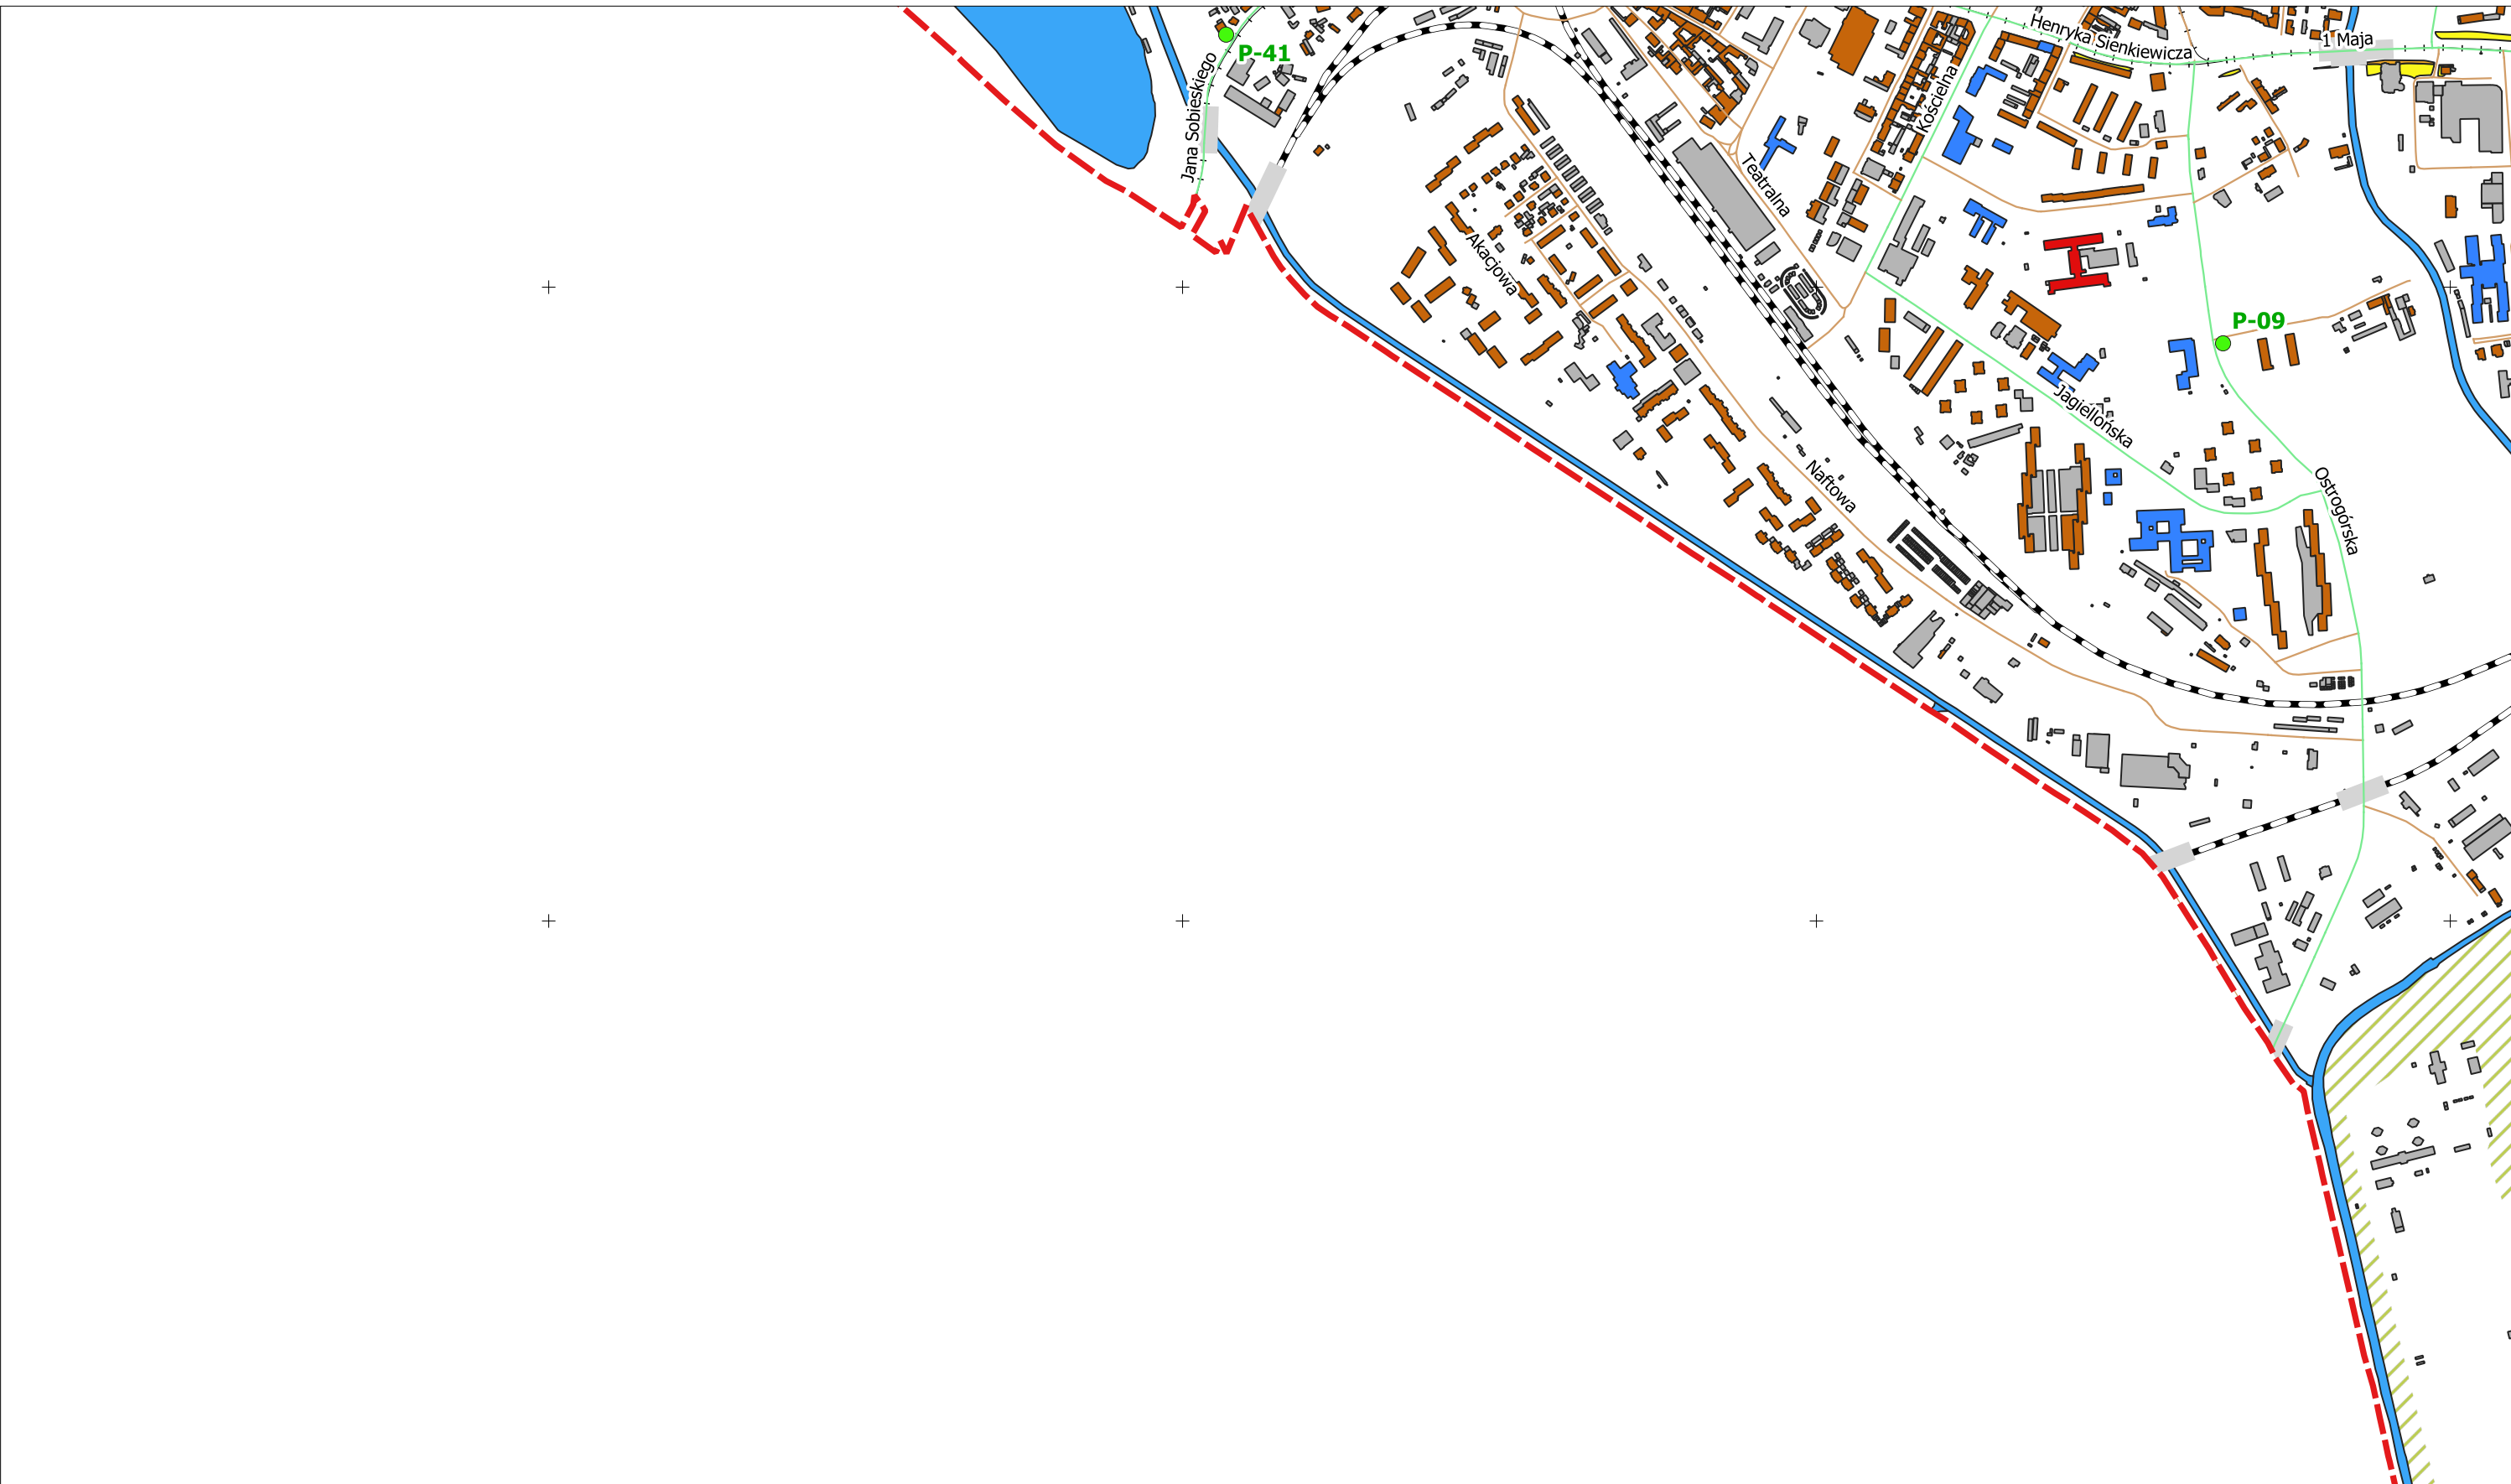 Henryka Sienkiewicza
1 Maja
P-41
Jana Sobieskiego
Kościelna
Teatralna
Akacjowa
P-09
Jagiellońska
Naftowa
Ostrogórska